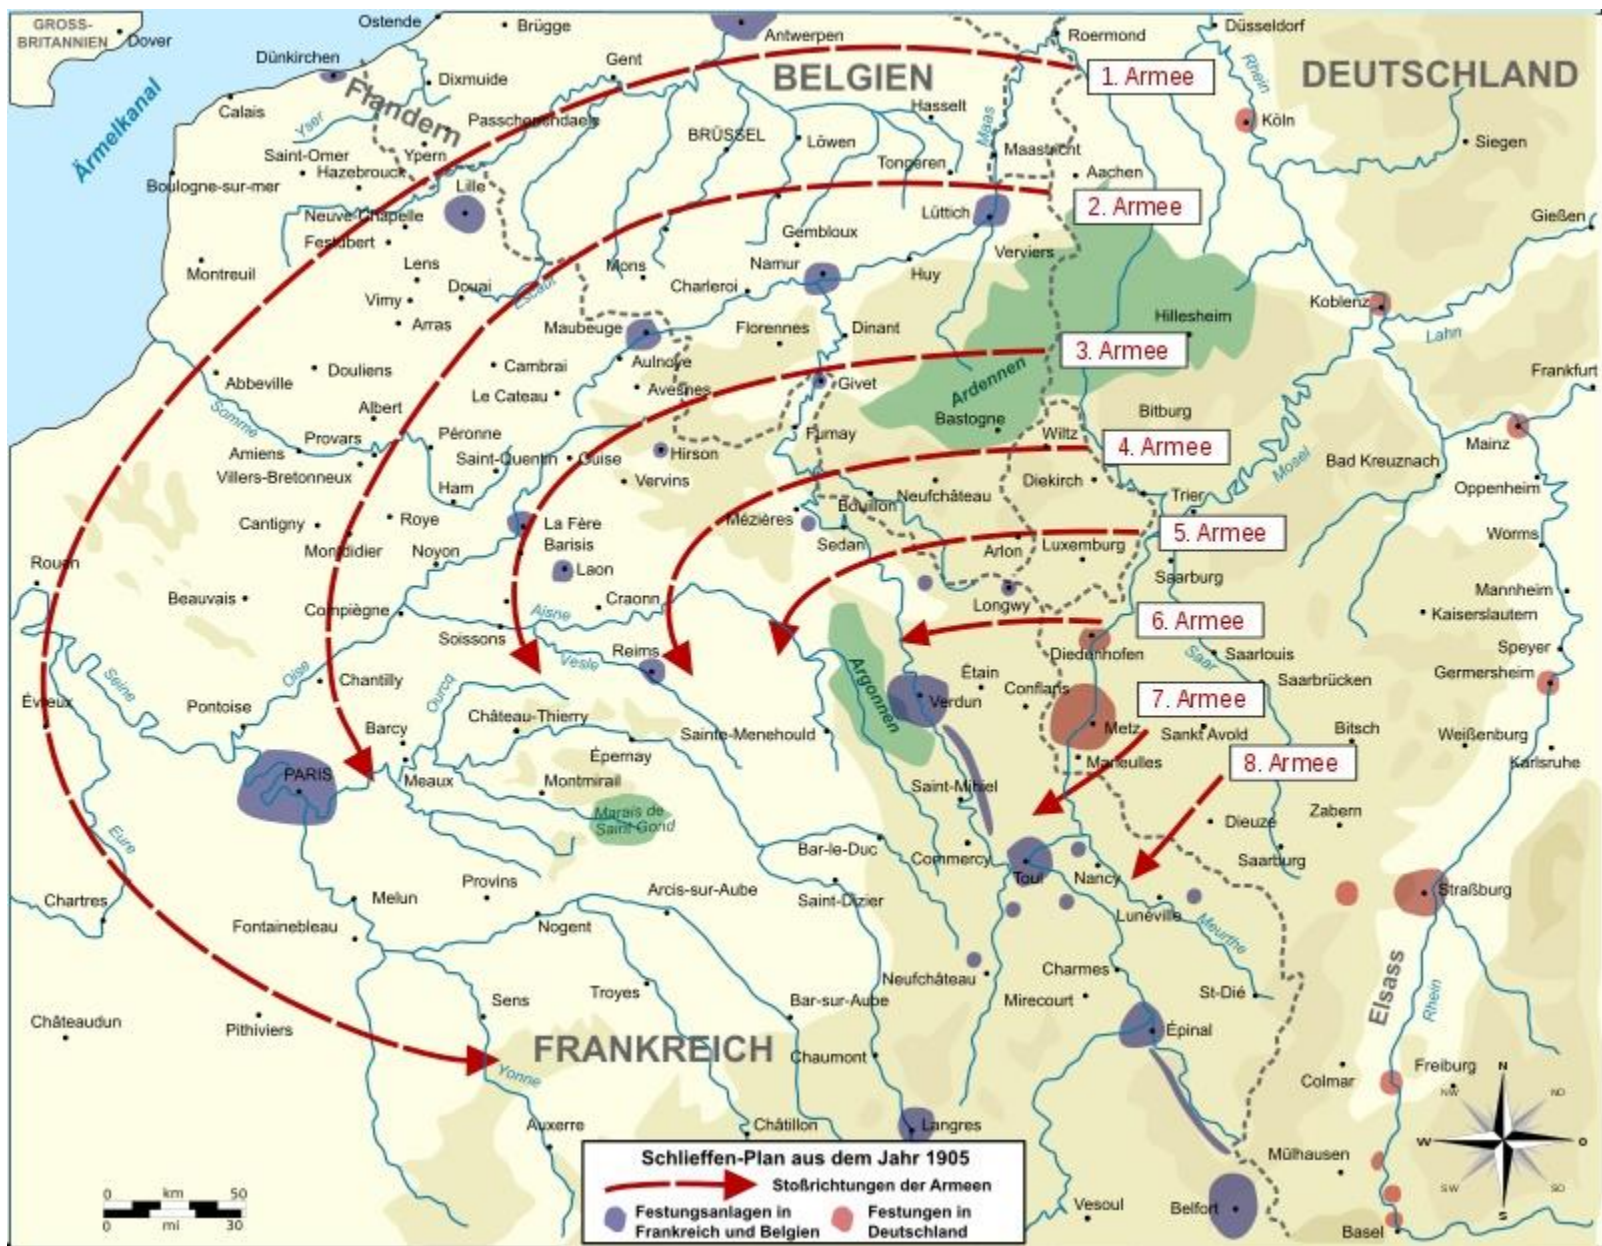 GROSS-
BRITANNIEN
Dover
Ostende
Brügge
Antwerpen
Roermond
Düsseldorf
Dünkirchen
Gent
BELGIEN
1. Armee
Rhein
DEUTSCHLAND
Dixmuide
Flandern
Calais
Yser
Passchenendaele
Hasselt
Maas
Köln
Ärmelkanal
BRÜSSEL
Löwen
Siegen
Saint-Omer
Ypern
Tongeren
Maastricht
Boulogne-sur-mer
Hazebrouck
Lille
Aachen
2. Armee
Neuve-Chapelle
Lüttich
Gießen
Festubert
Gembloux
Verviers
Montreuil
Lens
Mons
Namur
Huy
Douai
Escaut
Charleroi
Vimy
Koblenz
Arras
Maubeuge
Florennes
Dinant
Hillesheim
Lahn
3. Armee
Cambrai
Aulnoye
Abbeville
Douliens
Le Cateau
Avesnes
Givet
Ardennen
Frankfurt
Somme
Albert
Bastogne
Bitburg
Provars
Péronne
Fumay
Wiltz
4. Armee
Mainz
Amiens
Saint-Quentin
Guise
Hirson
Mosel
Bad Kreuznach
Villers-Bretonneux
Ham
Vervins
Neufchâteau
Diekirch
Trier
Oppenheim
Bouillon
Cantigny
Roye
La Fère
Mézières
5. Armee
Worms
Montdidier
Noyon
Barisis
Sedan
Arlon
Luxemburg
Rouen
Laon
Saarburg
Beauvais
Longwy
Mannheim
Compiègne
Aisne
Craonn
Kaiserslautern
6. Armee
Soissons
Reims
Vesle
Diedenhofen
Saar
Saarlouis
Speyer
Seine
Oise
Chantilly
Ourcq
Argonnen
Étain
Saarbrücken
Germersheim
Évreux
Pontoise
Verdun
Conflans
7. Armee
Barcy
Château-Thierry
Sainte-Menehould
Metz
Sankt Avold
Bitsch
Weißenburg
Épernay
Marieulles
8. Armee
Karlsruhe
PARIS
Meaux
Montmirail
Saint-Mihiel
Marais de
Saint Gond
Zabern
Dieuze
Eure
Bar-le-Duc
Commercy
Saarburg
Provins
Toul
Nancy
Chartres
Melun
Arcis-sur-Aube
Saint-Dizier
Straßburg
Lunéville
Fontainebleau
Nogent
Meurthe
Neufchâteau
Charmes
Elsass
Troyes
Bar-sur-Aube
Mirecourt
St-Dié
Rhein
Sens
Châteaudun
Pithiviers
Épinal
FRANKREICH
Chaumont
Yonne
Colmar
Freiburg
N
NW
NO
Auxerre
Châtillon
Langres
W
O
Mülhausen
Schlieffen-Plan aus dem Jahr 1905
Stoßrichtungen der Armeen
Festungsanlagen in
Frankreich und Belgien
Festungen in
Deutschland
0 km 50
0 mi 30
Vesoul
Belfort
SW
SO
S
Basel